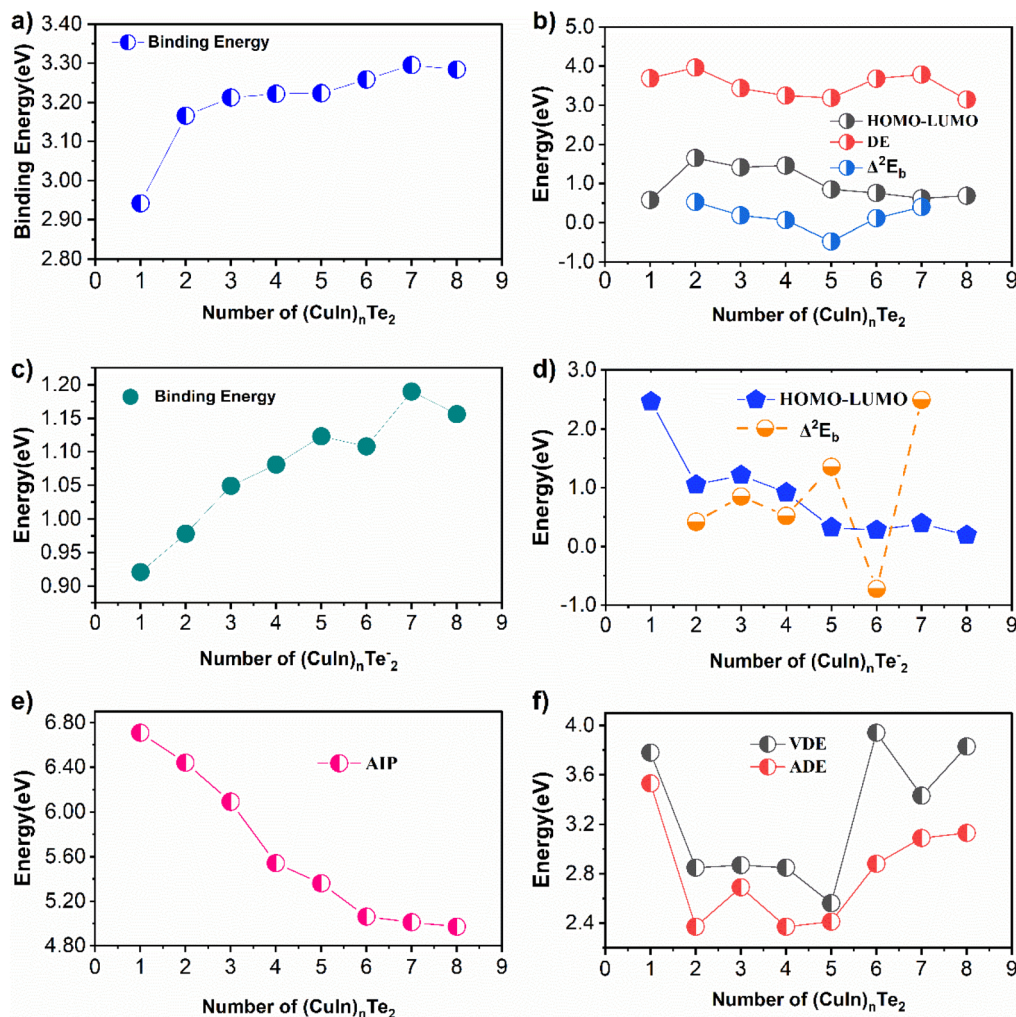 a)
Binding Energy(eV)
3.40
3.30
3.20
3.10
3.00
2.90
2.80
Binding Energy
0 1 2 3 4 5 6 7 8 9
Number of (CuIn)ₙTe₂
b)
Energy(eV)
5.0
4.0
3.0
2.0
1.0
0.0
-1.0
HOMO-LUMO
DE
Δ²E_b
0 1 2 3 4 5 6 7 8 9
Number of (CuIn)ₙTe₂
c)
Energy(eV)
1.20
1.15
1.10
1.05
1.00
0.95
0.90
Binding Energy
0 1 2 3 4 5 6 7 8 9
Number of (CuIn)ₙTe⁻₂
d)
Energy(eV)
3.0
2.0
1.0
0.0
-1.0
HOMO-LUMO
Δ²E_b
0 1 2 3 4 5 6 7 8 9
Number of (CuIn)ₙTe⁻₂
e)
Energy(eV)
6.80
6.40
6.00
5.60
5.20
4.80
AIP
0 1 2 3 4 5 6 7 8 9
Number of (CuIn)ₙTe₂
f)
Energy(eV)
4.0
3.6
3.2
2.8
2.4
VDE
ADE
0 1 2 3 4 5 6 7 8 9
Number of (CuIn)ₙTe₂